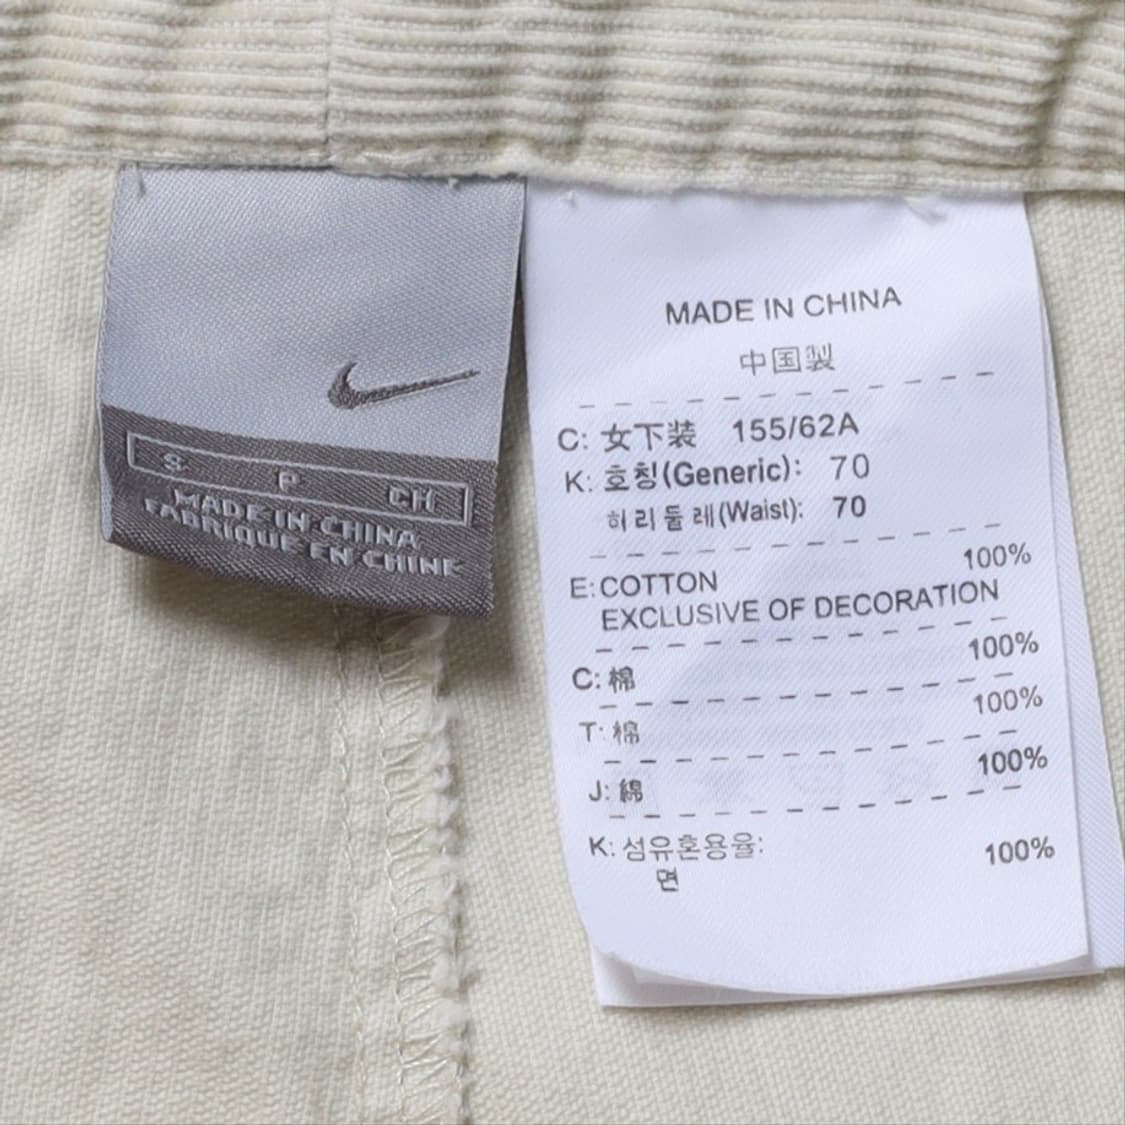 S P CH
MADE IN CHINA
FABRIQUÉ EN CHINE
MADE IN CHINA
中国製
C: 女下装 155/62A
K: 호칭(Generic): 70
허리둘레(Waist): 70
E: COTTON 100%
EXCLUSIVE OF DECORATION
C: 棉 100%
T: 棉 100%
J: 綿 100%
K: 섬유혼용율:
면 100%